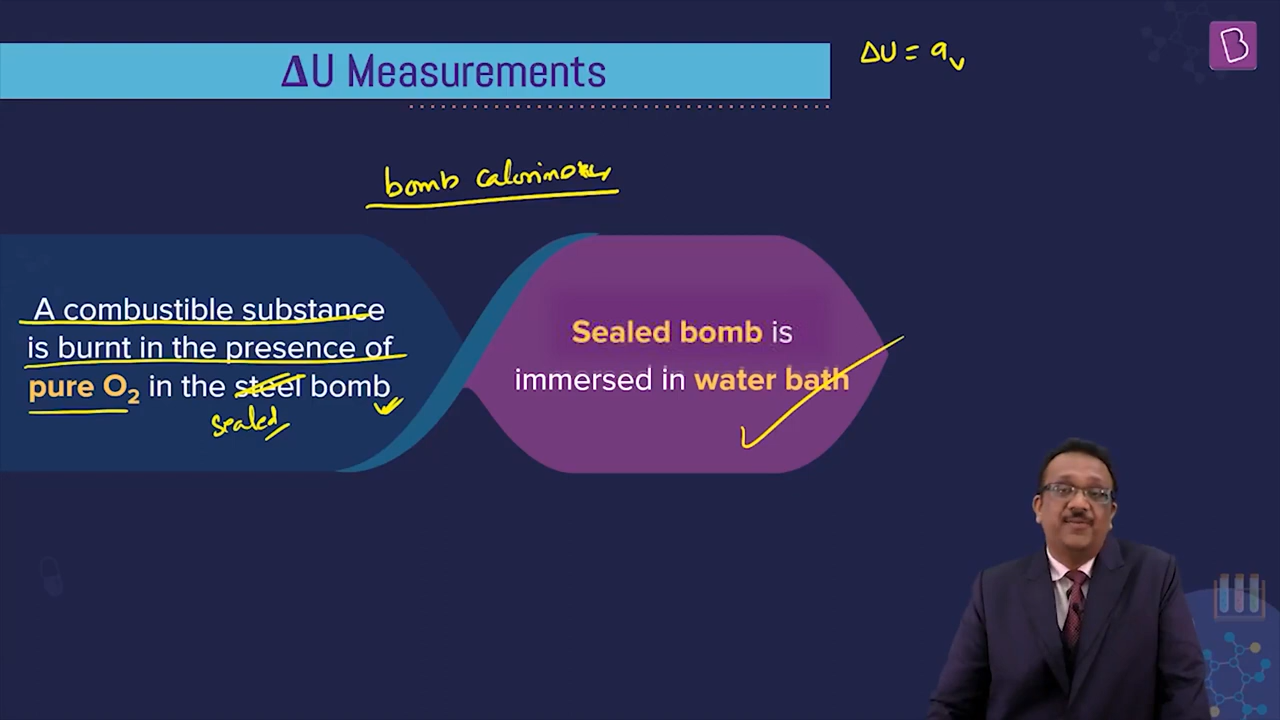 ΔU Measurements
ΔU = qv
bomb calorimeter
A combustible substance
is burnt in the presence of
pure O₂ in the steel bomb
sealed
Sealed bomb is
immersed in water bath
B